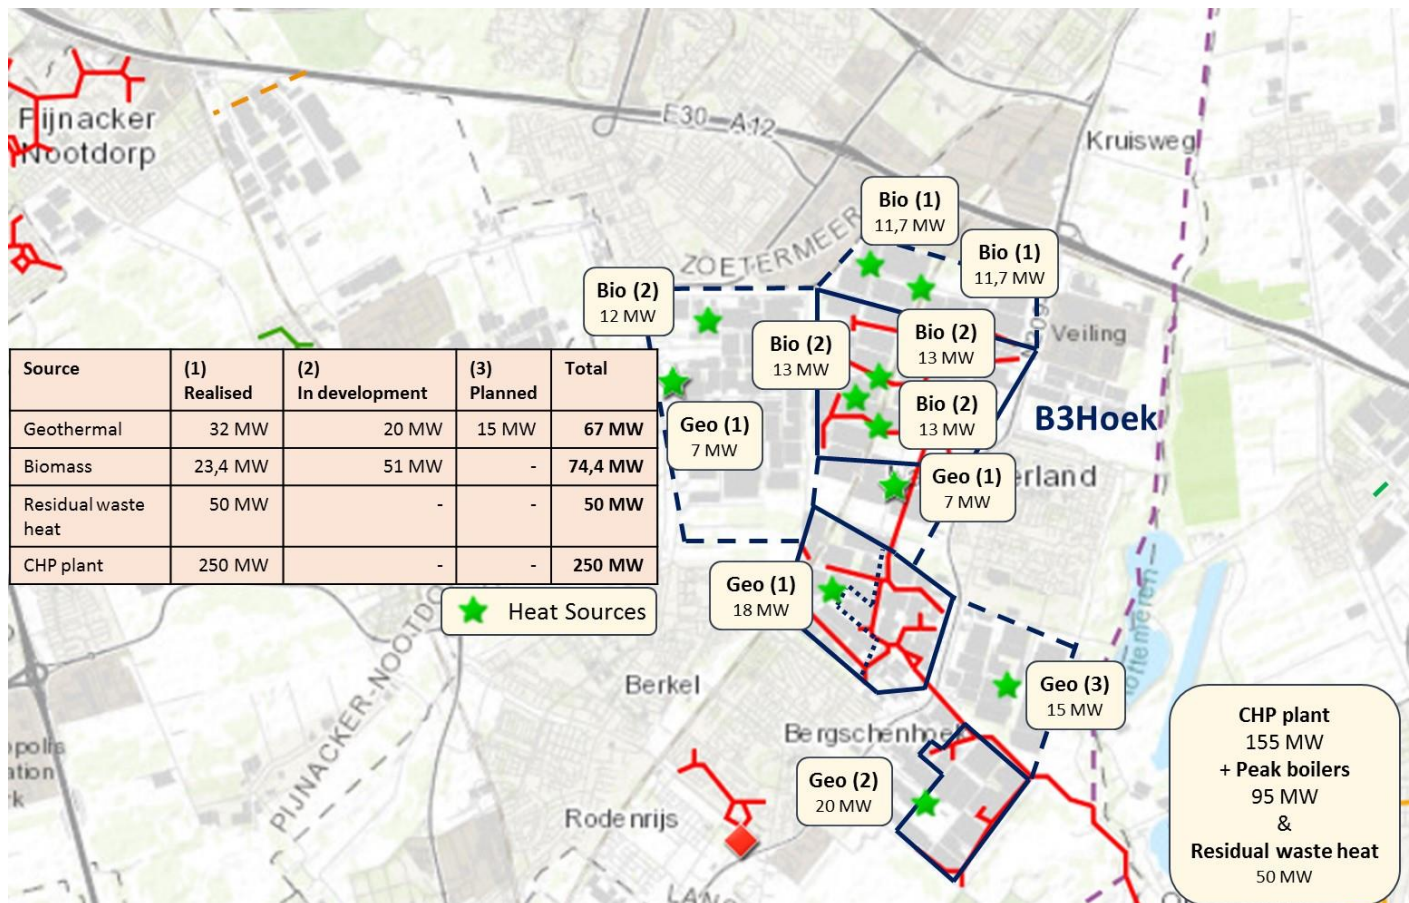 Pijnacker
Nootdorp
E30
A12
Kruisweg
ZOETERMEER
Bio (1)
11,7 MW
Bio (1)
11,7 MW
Bio (2)
12 MW
Bio (2)
13 MW
Bio (2)
13 MW
Bio (2)
13 MW
N209
Veiling
B3Hoek
Geo (1)
7 MW
Geo (1)
7 MW
erland
Source (1) Realised (2) In development (3) Planned Total
Geothermal 32 MW 20 MW 15 MW 67 MW
Biomass 23,4 MW 51 MW - 74,4 MW
Residual waste heat 50 MW - - 50 MW
CHP plant 250 MW - - 250 MW
Heat Sources
Geo (1)
18 MW
PIJNACKER-NOOTDO
Berkel
Rottemeren
Geo (3)
15 MW
Bergschenhoek
Geo (2)
20 MW
Rodenrijs
CHP plant
155 MW
+ Peak boilers
95 MW
&
Residual waste heat
50 MW